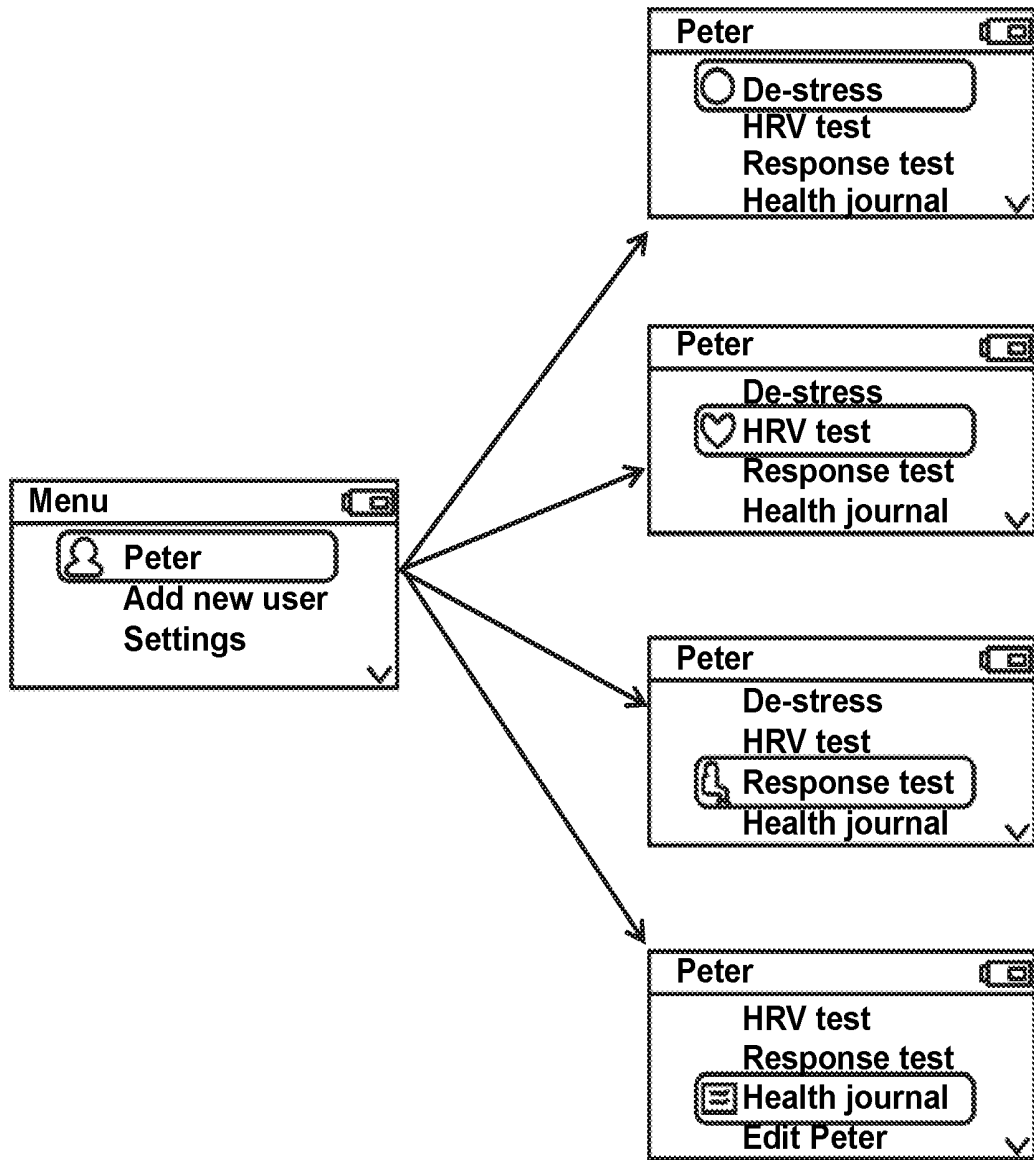 Peter
De-stress
HRV test
Response test
Health journal
Peter
De-stress
HRV test
Response test
Health journal
Menu
Peter
Add new user
Settings
Peter
De-stress
HRV test
Response test
Health journal
Peter
HRV test
Response test
Health journal
Edit Peter